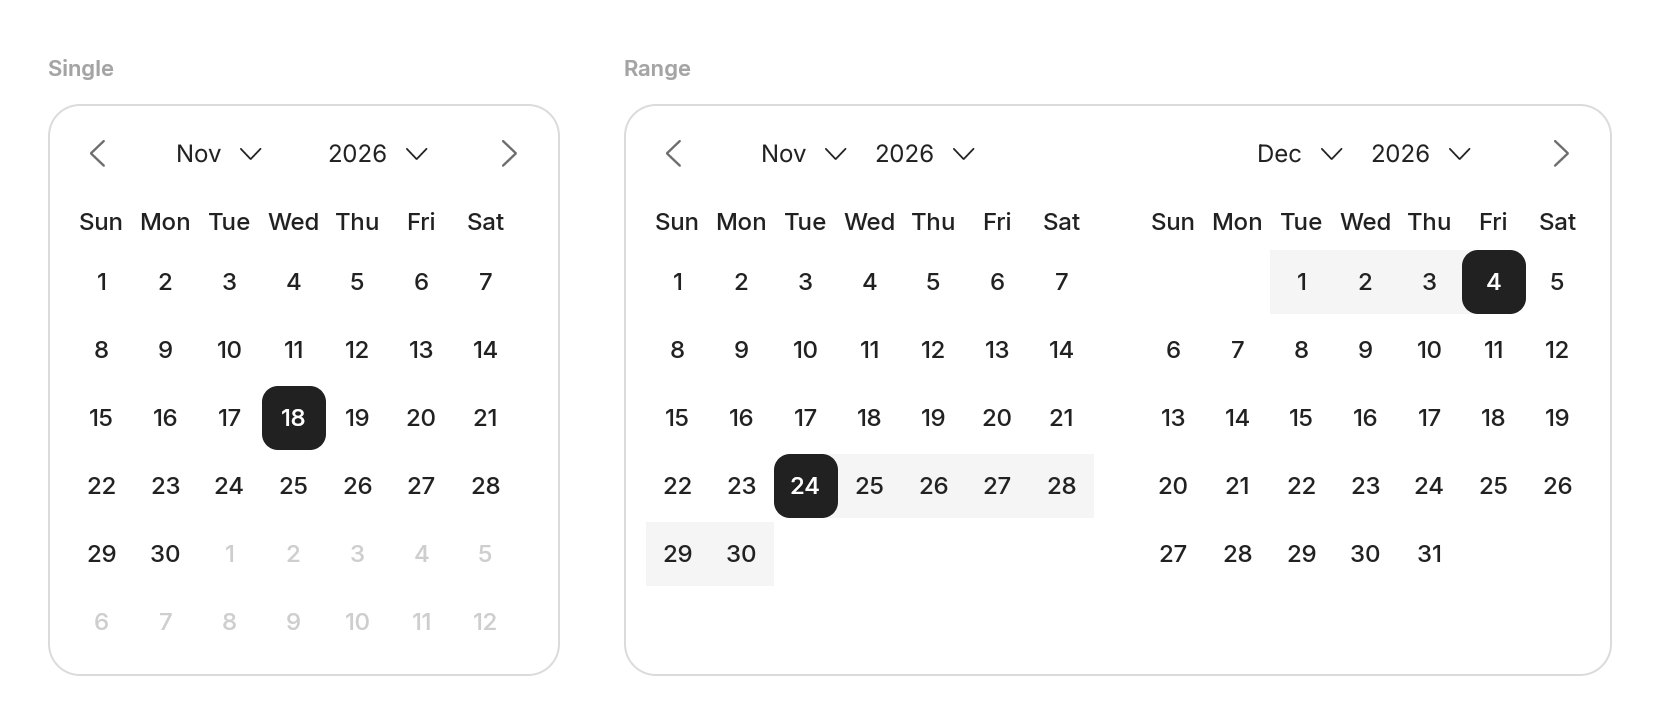 Single
Nov 2026
Sun Mon Tue Wed Thu Fri Sat
1 2 3 4 5 6 7
8 9 10 11 12 13 14
15 16 17 18 19 20 21
22 23 24 25 26 27 28
29 30 1 2 3 4 5
6 7 8 9 10 11 12
Range
Nov 2026
Sun Mon Tue Wed Thu Fri Sat
1 2 3 4 5 6 7
8 9 10 11 12 13 14
15 16 17 18 19 20 21
22 23 24 25 26 27 28
29 30
Dec 2026
Sun Mon Tue Wed Thu Fri Sat
1 2 3 4 5
6 7 8 9 10 11 12
13 14 15 16 17 18 19
20 21 22 23 24 25 26
27 28 29 30 31